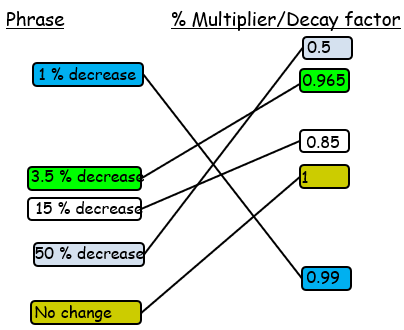 Phrase
% Multiplier/Decay factor
1 % decrease
3.5 % decrease
15 % decrease
50 % decrease
No change
0.5
0.965
0.85
1
0.99